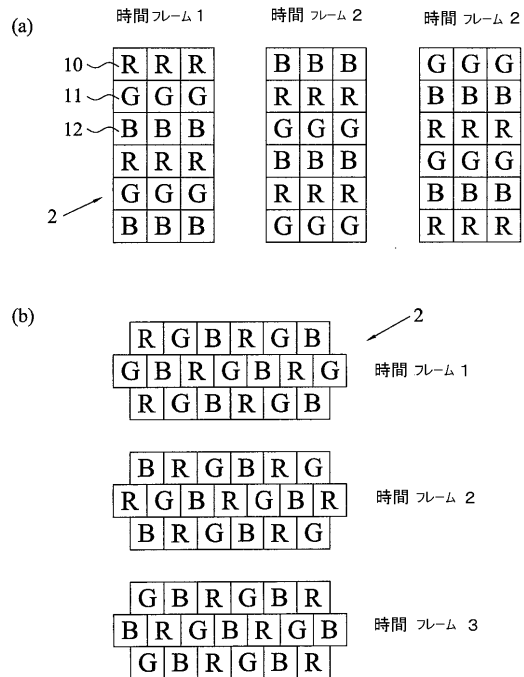 (a)
時間フレーム 1 時間フレーム 2 時間フレーム 2
10 R R R B B B G G G
11 G G G R R R B B B
12 B B B G G G R R R
R R R B B B G G G
2 G G G R R R B B B
B B B G G G R R R
(b)
2
R G B R G B
G B R G B R G 時間 フレーム 1
R G B R G B
B R G B R G
R G B R G B R 時間 フレーム 2
B R G B R G
G B R G B R
B R G B R G B 時間 フレーム 3
G B R G B R